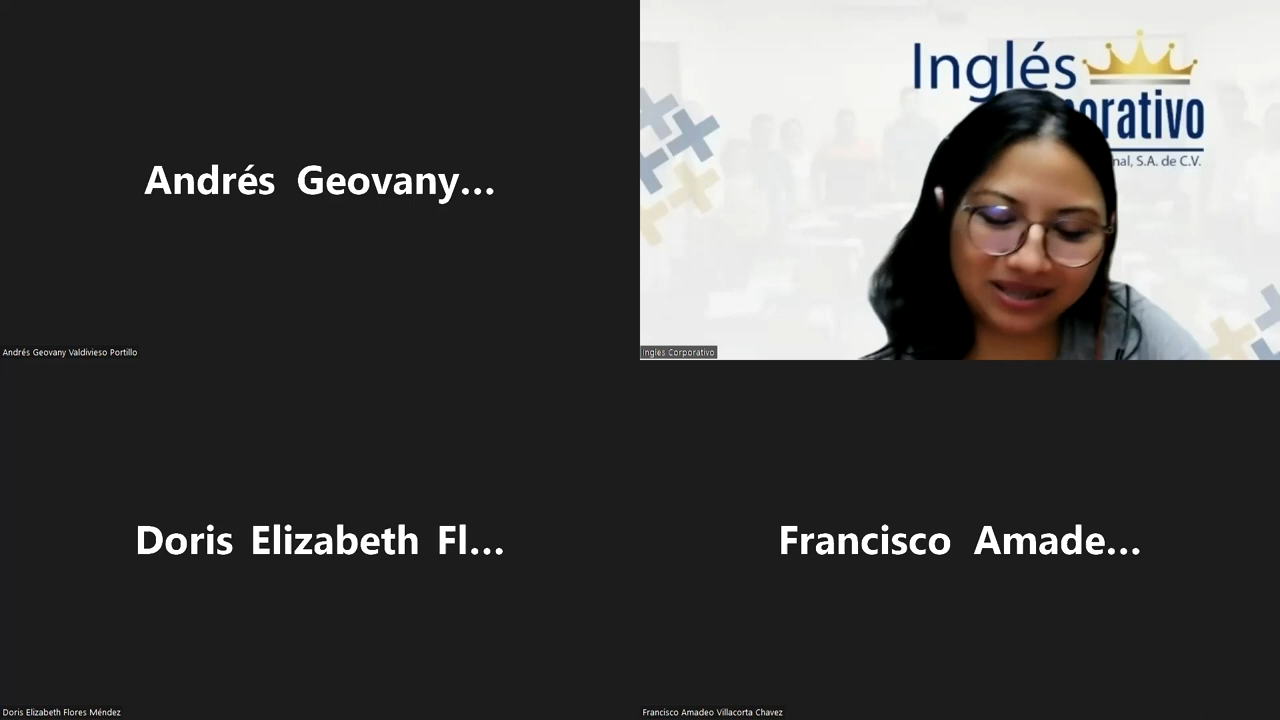 Andrés Geovany...
Andrés Geovany Valdivieso Portillo
Inglés
orativo
nal, S.A. de C.V.
Ingles Corporativo
Doris Elizabeth Fl...
Doris Elizabeth Flores Méndez
Francisco Amade...
Francisco Amadeo Villacorta Chavez